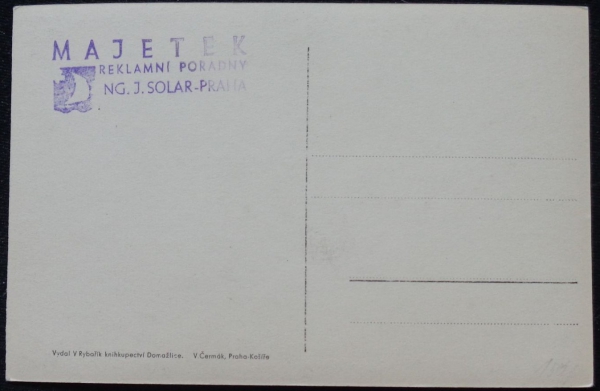 MAJETEK
REKLAMNÍ PORADNY
NG. J. SOLAR-PRAHA
Vydal V Rybařík knihkupectví Domažlice. V Čermák, Praha-Košíře